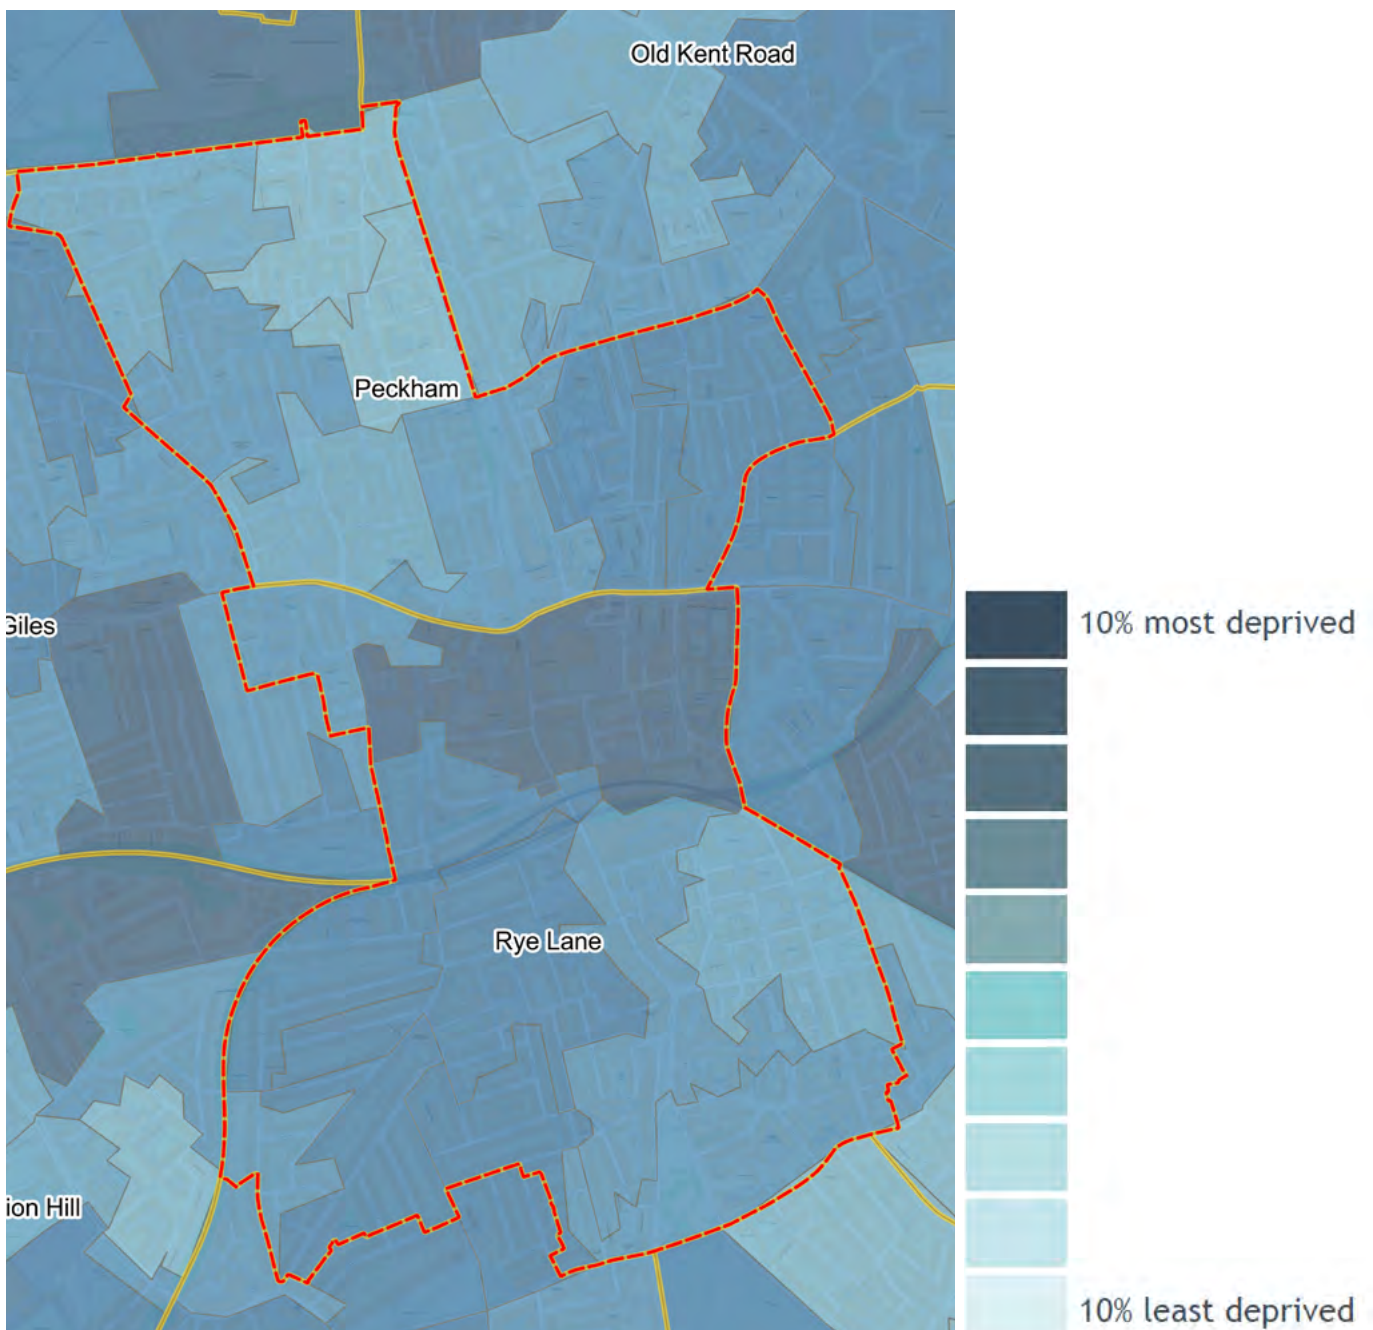 Old Kent Road
Peckham
Giles
10% most deprived
Rye Lane
ion Hill
10% least deprived